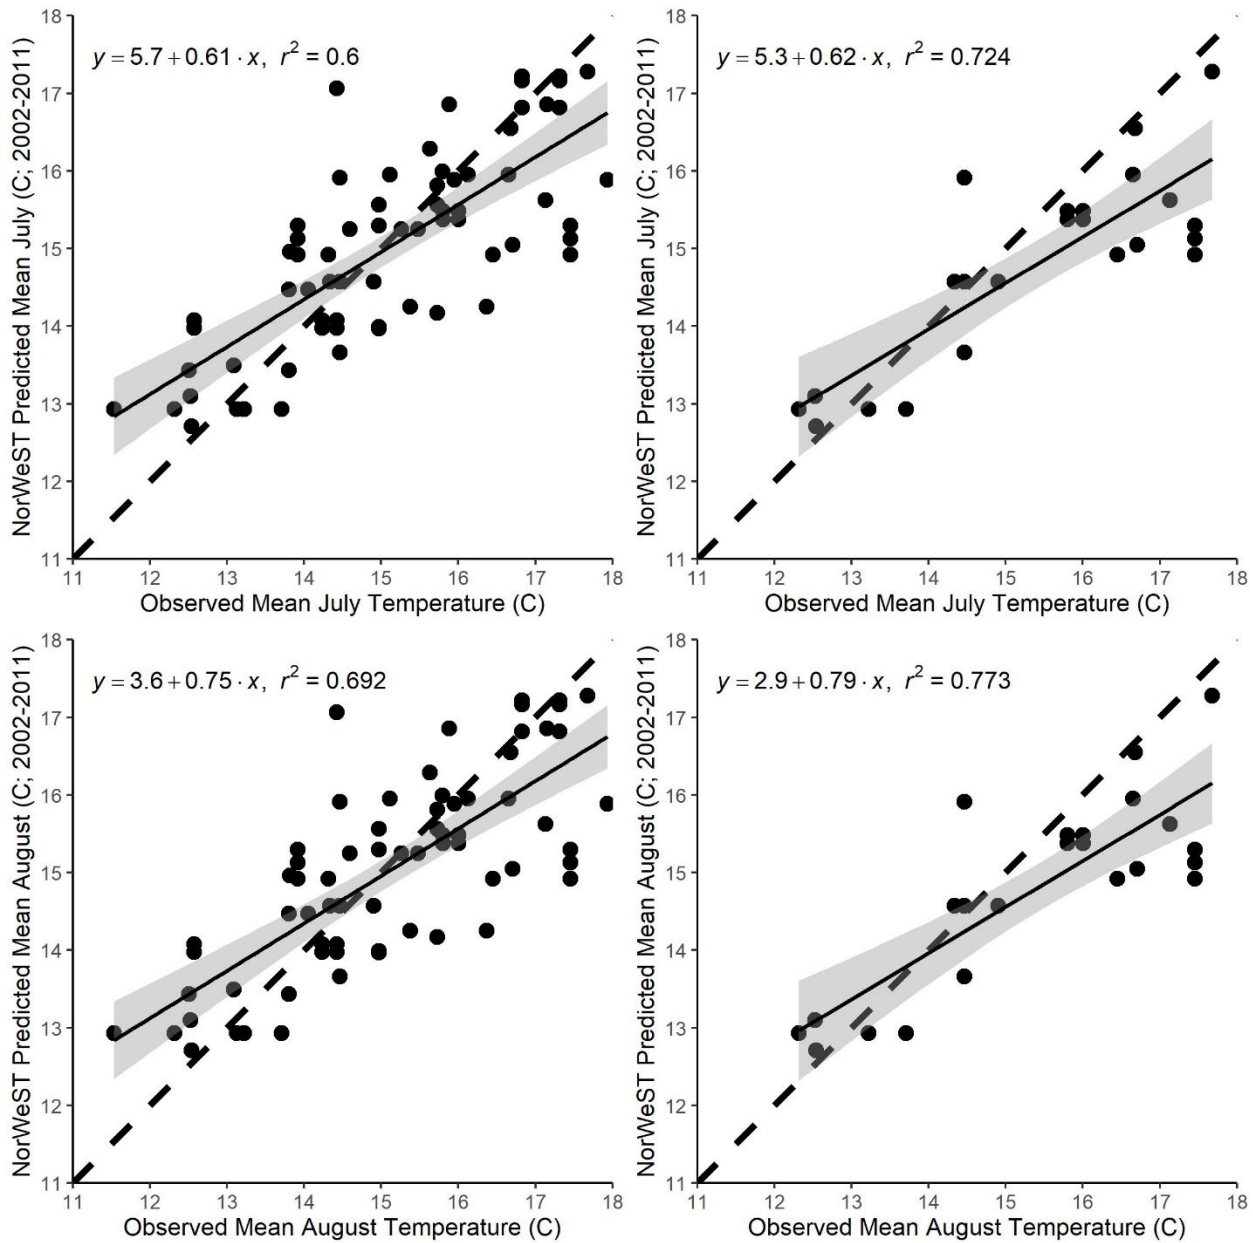 y = 5.7 + 0.61 · x, r² = 0.6
NorWeST Predicted Mean July (C; 2002-2011)
18
17
16
15
14
13
12
11
11 12 13 14 15 16 17 18
Observed Mean July Temperature (C)
y = 5.3 + 0.62 · x, r² = 0.724
NorWeST Predicted Mean July (C; 2002-2011)
18
17
16
15
14
13
12
11
11 12 13 14 15 16 17 18
Observed Mean July Temperature (C)
y = 3.6 + 0.75 · x, r² = 0.692
NorWeST Predicted Mean August (C; 2002-2011)
18
17
16
15
14
13
12
11
11 12 13 14 15 16 17 18
Observed Mean August Temperature (C)
y = 2.9 + 0.79 · x, r² = 0.773
NorWeST Predicted Mean August (C; 2002-2011)
18
17
16
15
14
13
12
11
11 12 13 14 15 16 17 18
Observed Mean August Temperature (C)